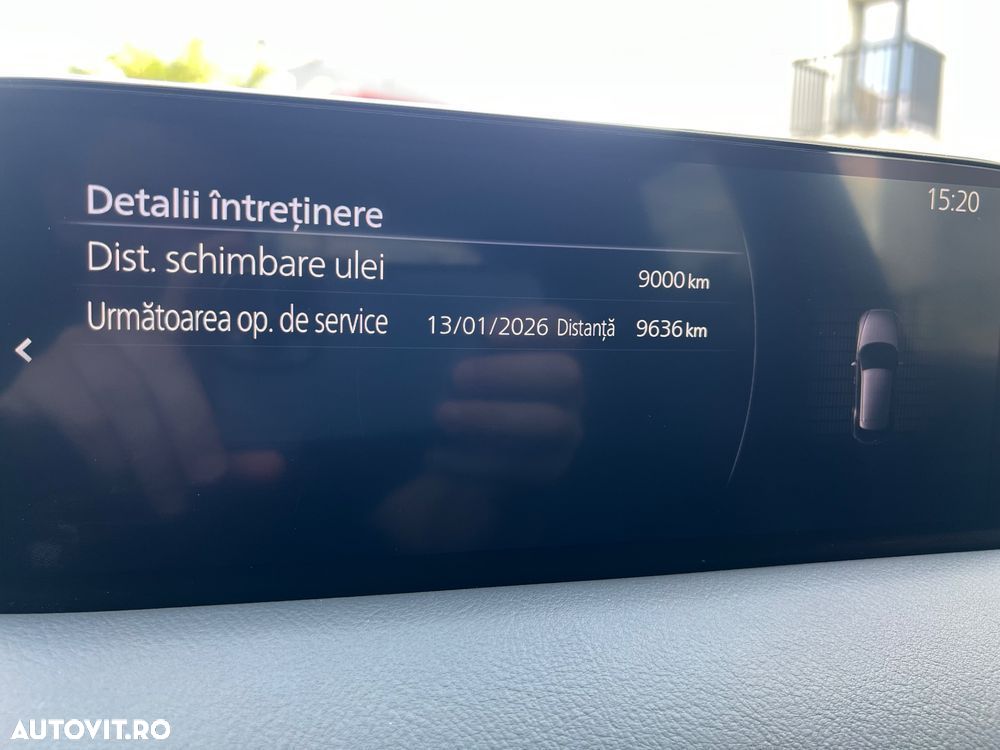 15:20
Detalii întreținere
Dist. schimbare ulei 9000 km
Următoarea op. de service 13/01/2026 Distanță 9636 km
AUTOVIT.RO